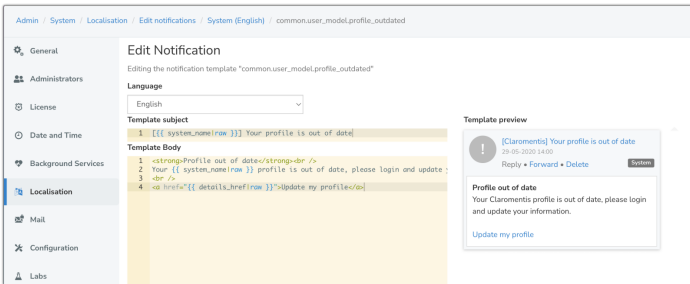 Admin / System / Localisation / Edit notifications / System (English) / common.user_model.profile_outdated
General
Administrators
License
Date and Time
Background Services
Localisation
Mail
Configuration
Labs
Edit Notification
Editing the notification template "common.user_model.profile_outdated"
Language
English
Template subject
1 [{{ system_name|raw }}] Your profile is out of date
Template Body
1 <strong>Profile out of date</strong><br />
2 Your {{ system_name|raw }} profile is out of date, please login and update y
3 <br />
4 <a href="{{ details_href|raw }}">Update my profile</a>
Template preview
[Claromentis] Your profile is out of date
29-05-2020 14:00
Reply • Forward • Delete
System
Profile out of date
Your Claromentis profile is out of date, please login
and update your information.
Update my profile